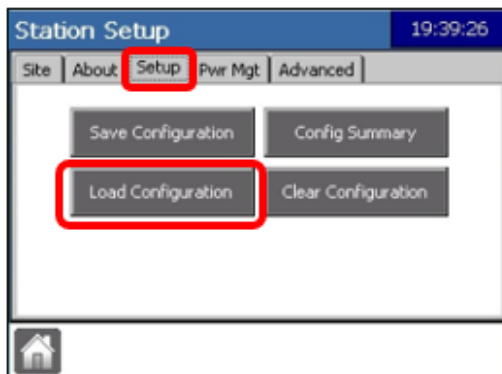 Station Setup 19:39:26
Site About Setup Pwr Mgt Advanced
Save Configuration Config Summary
Load Configuration Clear Configuration